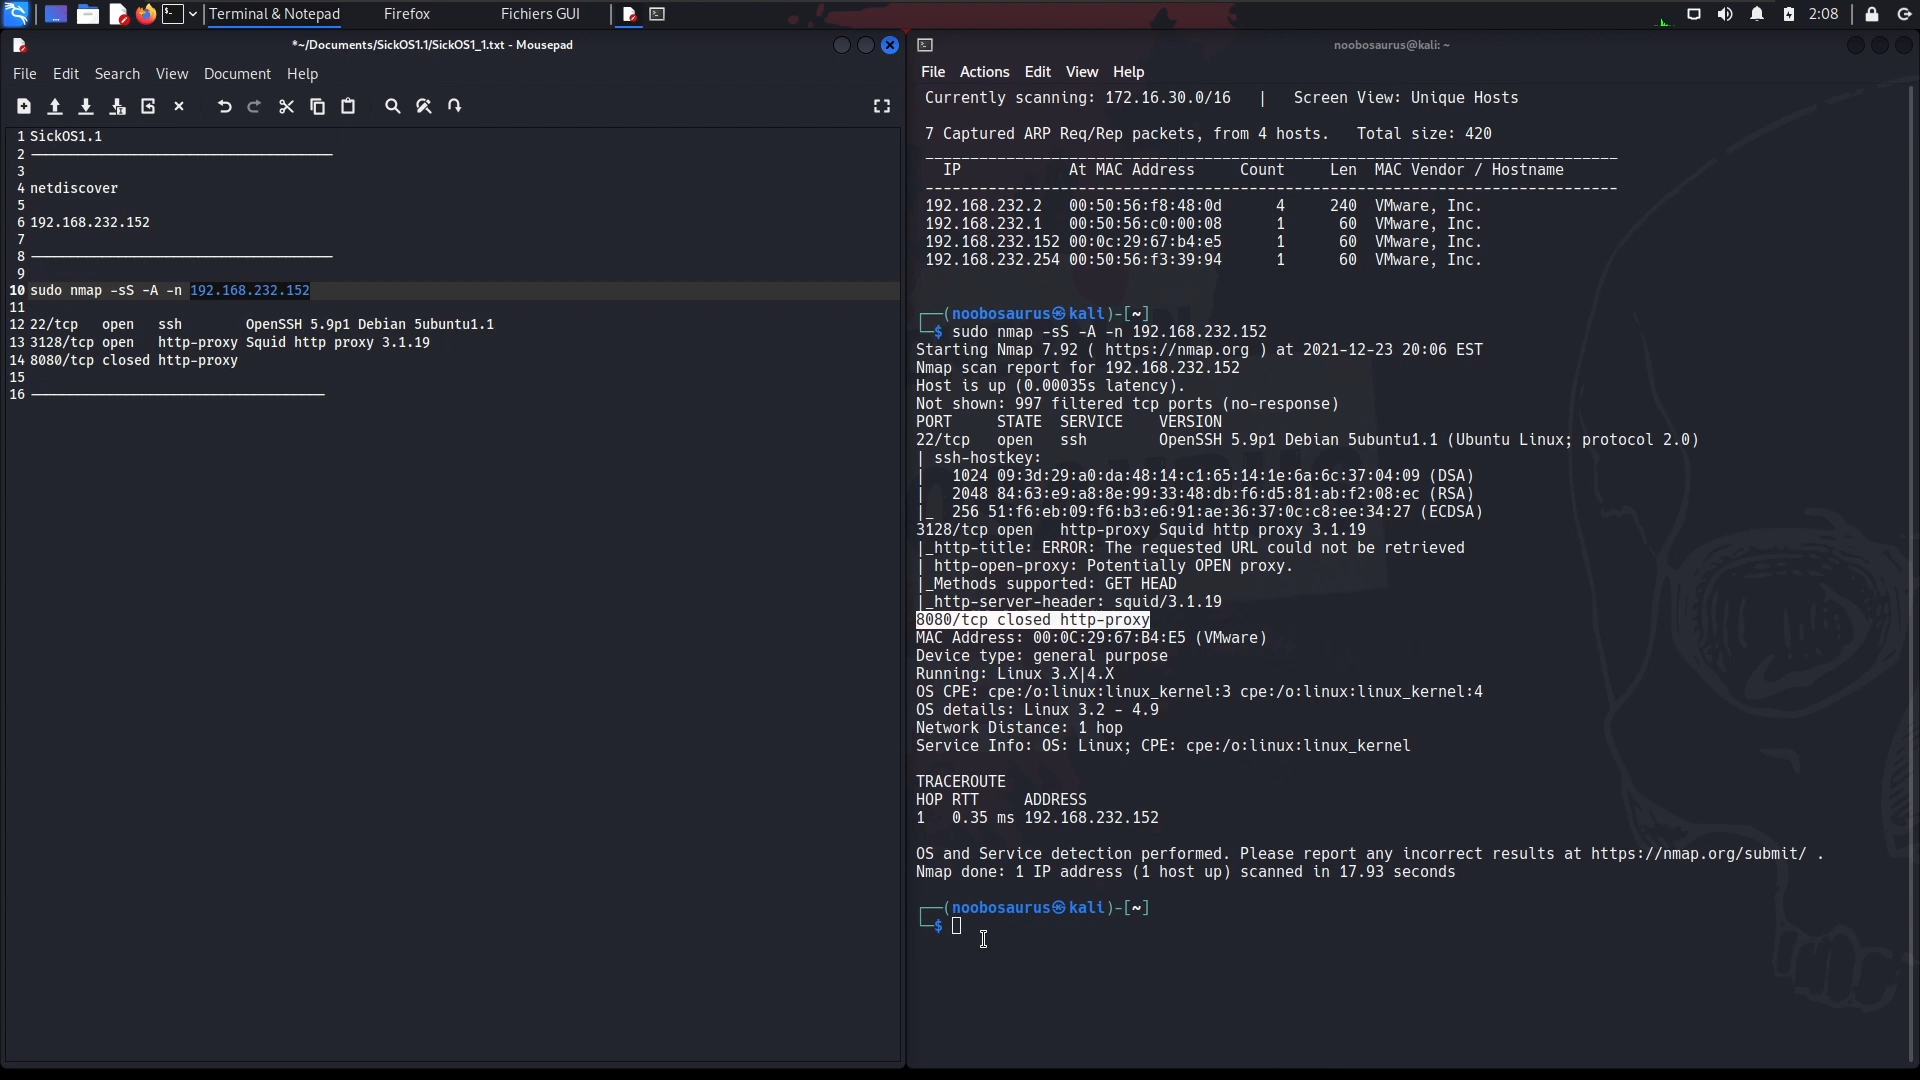 Terminal & Notepad
Firefox
Fichiers GUI
2:08
*~/Documents/SickOS1.1/SickOS1_1.txt - Mousepad
File Edit Search View Document Help
1 SickOS1.1
2 ─────────────────────────────────
3
4 netdiscover
5
6 192.168.232.152
7
8 ─────────────────────────────────
9
10 sudo nmap -sS -A -n 192.168.232.152
11
12 22/tcp   open   ssh        OpenSSH 5.9p1 Debian 5ubuntu1.1
13 3128/tcp open   http-proxy Squid http proxy 3.1.19
14 8080/tcp closed http-proxy
15
16 ────────────────────────────────
noobosaurus@kali: ~
File Actions Edit View Help
Currently scanning: 172.16.30.0/16   |   Screen View: Unique Hosts
7 Captured ARP Req/Rep packets, from 4 hosts.   Total size: 420
_____________________________________________________________________________
IP            At MAC Address     Count     Len  MAC Vendor / Hostname
-----------------------------------------------------------------------------
192.168.232.2   00:50:56:f8:48:0d      4     240  VMware, Inc.
192.168.232.1   00:50:56:c0:00:08      1      60  VMware, Inc.
192.168.232.152 00:0c:29:67:b4:e5      1      60  VMware, Inc.
192.168.232.254 00:50:56:f3:39:94      1      60  VMware, Inc.
┌──(noobosaurus㉿kali)-[~]
└─$ sudo nmap -sS -A -n 192.168.232.152
Starting Nmap 7.92 ( https://nmap.org ) at 2021-12-23 20:06 EST
Nmap scan report for 192.168.232.152
Host is up (0.00035s latency).
Not shown: 997 filtered tcp ports (no-response)
PORT     STATE  SERVICE    VERSION
22/tcp   open   ssh        OpenSSH 5.9p1 Debian 5ubuntu1.1 (Ubuntu Linux; protocol 2.0)
| ssh-hostkey:
|   1024 09:3d:29:a0:da:48:14:c1:65:14:1e:6a:6c:37:04:09 (DSA)
|   2048 84:63:e9:a8:8e:99:33:48:db:f6:d5:81:ab:f2:08:ec (RSA)
|_  256 51:f6:eb:09:f6:b3:e6:91:ae:36:37:0c:c8:ee:34:27 (ECDSA)
3128/tcp open   http-proxy Squid http proxy 3.1.19
|_http-title: ERROR: The requested URL could not be retrieved
| http-open-proxy: Potentially OPEN proxy.
|_Methods supported: GET HEAD
|_http-server-header: squid/3.1.19
8080/tcp closed http-proxy
MAC Address: 00:0C:29:67:B4:E5 (VMware)
Device type: general purpose
Running: Linux 3.X|4.X
OS CPE: cpe:/o:linux:linux_kernel:3 cpe:/o:linux:linux_kernel:4
OS details: Linux 3.2 - 4.9
Network Distance: 1 hop
Service Info: OS: Linux; CPE: cpe:/o:linux:linux_kernel
TRACEROUTE
HOP RTT     ADDRESS
1   0.35 ms 192.168.232.152
OS and Service detection performed. Please report any incorrect results at https://nmap.org/submit/ .
Nmap done: 1 IP address (1 host up) scanned in 17.93 seconds
┌──(noobosaurus㉿kali)-[~]
└─$